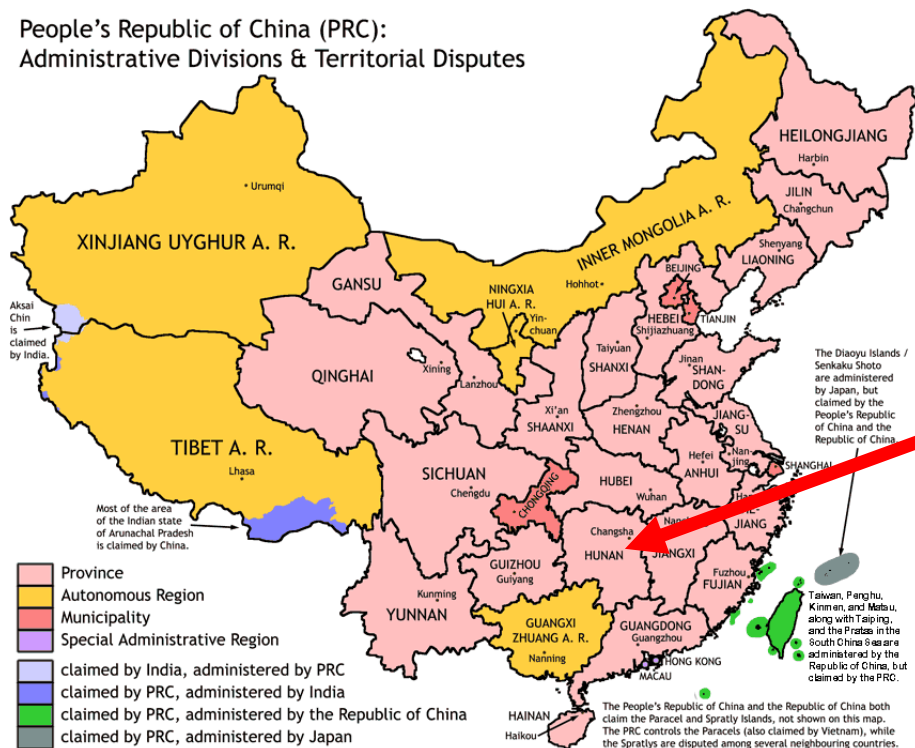 People's Republic of China (PRC):
Administrative Divisions & Territorial Disputes
HEILONGJIANG
Harbin
JILIN
Changchun
Urumqi
XINJIANG UYGHUR A. R.
INNER MONGOLIA A. R.
Shenyang
LIAONING
GANSU
NINGXIA
HUI A. R.
Yin-
chuan
Hohhot
BEIJING
HEBEI
Shijiazhuang
TIANJIN
Aksai
Chin
is
claimed
by India.
Taiyuan
SHANXI
Jinan
SHAN-
DONG
The Diaoyu Islands /
Senkaku Shoto
are administered
by Japan, but
claimed by the
People's Republic
of China and the
Republic of China
QINGHAI
Xining
Lanzhou
Xi'an
SHAANXI
Zhengzhou
HENAN
JIANG-
SU
Nan-
jing
TIBET A. R.
Lhasa
SICHUAN
Chengdu
CHONGQING
HUBEI
Wuhan
Hefei
ANHUI
SHANGHAI
JIANG
Most of the area
of the Indian state
of Arunachal Pradesh
is claimed by China.
Changsha
HUNAN
JIANGXI
GUIZHOU
Guiyang
Fuzhou
FUJIAN
Kunming
YUNNAN
GUANGXI
ZHUANG A. R.
Nanning
GUANGDONG
Guangzhou
HONG KONG
MACAU
HAINAN
Haikou
Taiwan, Penghu,
Kinmen, and Matsu,
along with Taiping,
and the Pratas in the
South China Sea are
administered by the
Republic of China, but
claimed by the PRC.
Province
Autonomous Region
Municipality
Special Administrative Region
claimed by India, administered by PRC
claimed by PRC, administered by India
claimed by PRC, administered by the Republic of China
claimed by PRC, administered by Japan
The People's Republic of China and the Republic of China both
claim the Paracel and Spratly Islands, not shown on this map.
The PRC controls the Paracels (also claimed by Vietnam), while
the Spratlys are disputed among several neighbouring countries.